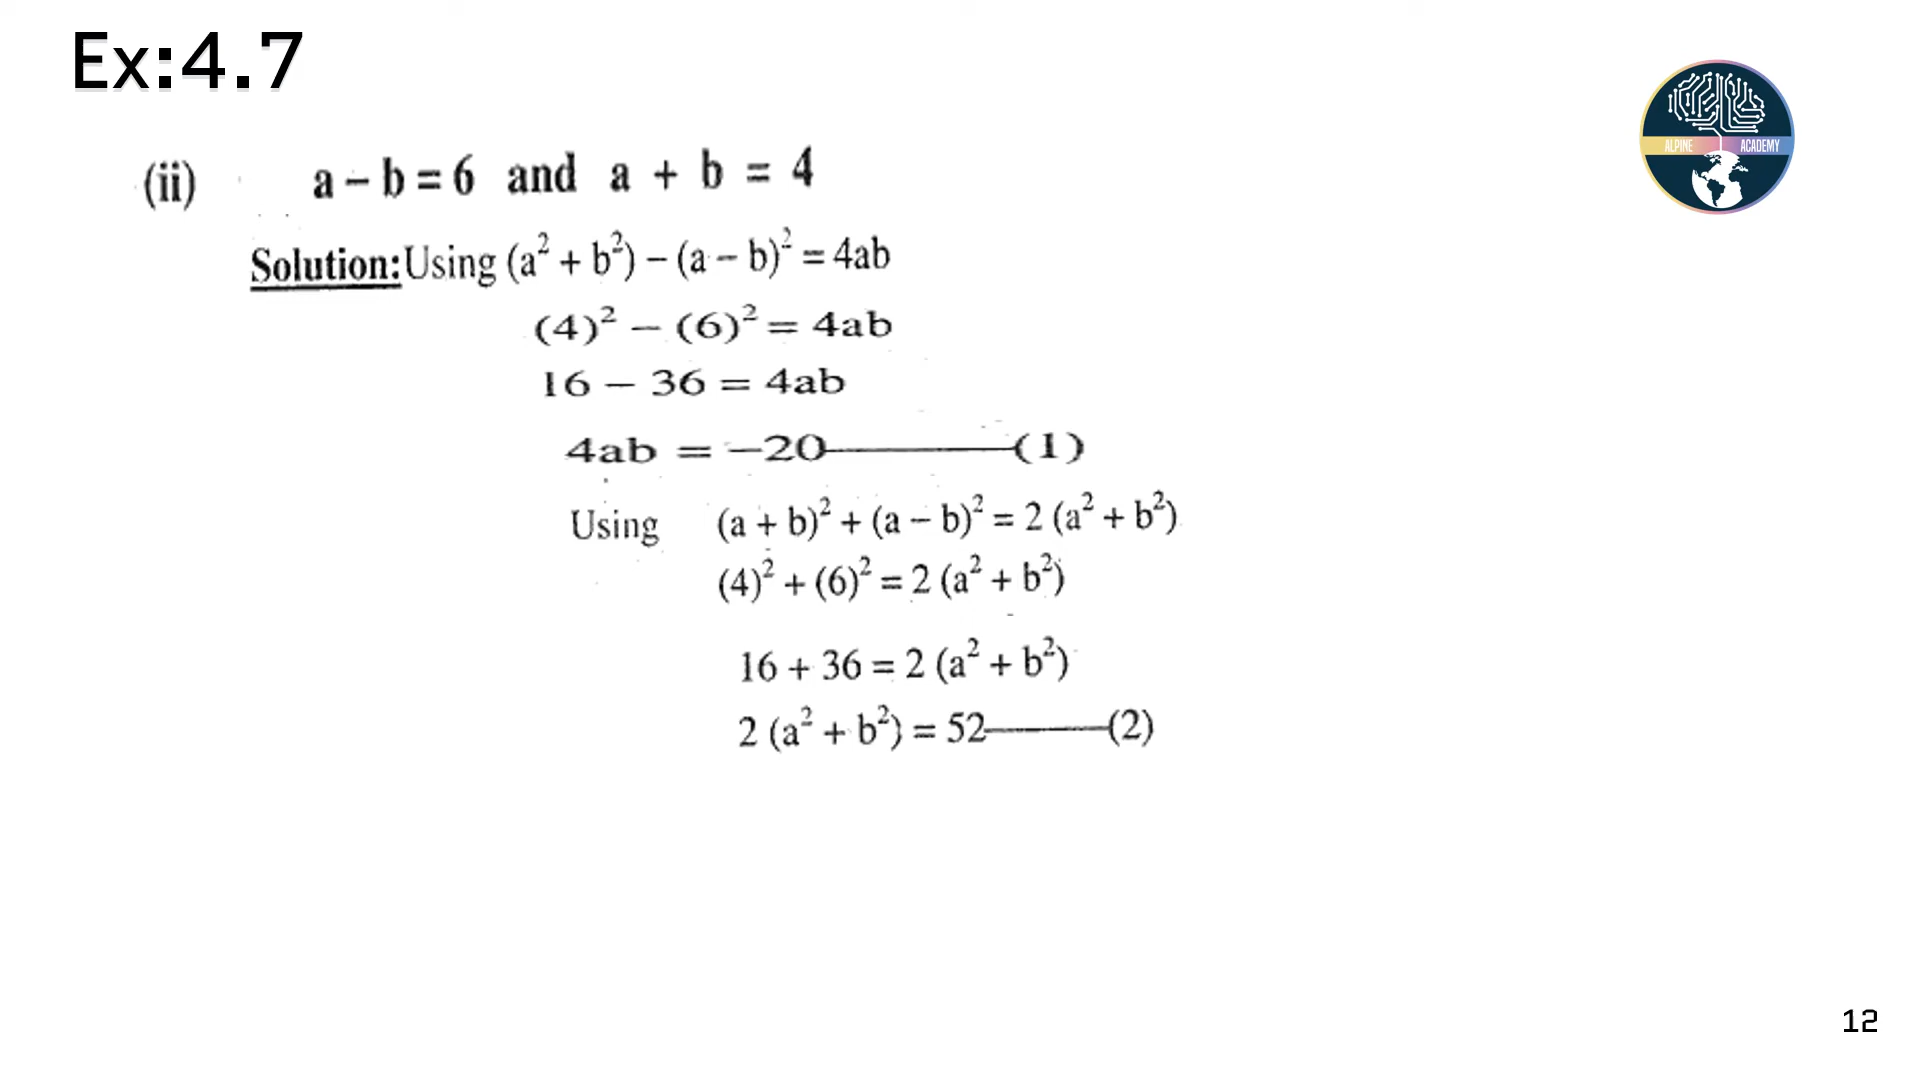 Ex:4.7
ALPINE ACADEMY
(ii) a − b = 6 and a + b = 4
Solution: Using (a² + b²) − (a − b)² = 4ab
(4)² − (6)² = 4ab
16 − 36 = 4ab
4ab = −20———(1)
Using (a + b)² + (a − b)² = 2 (a² + b²)
(4)² + (6)² = 2 (a² + b²)
16 + 36 = 2 (a² + b²)
2 (a² + b²) = 52———(2)
12